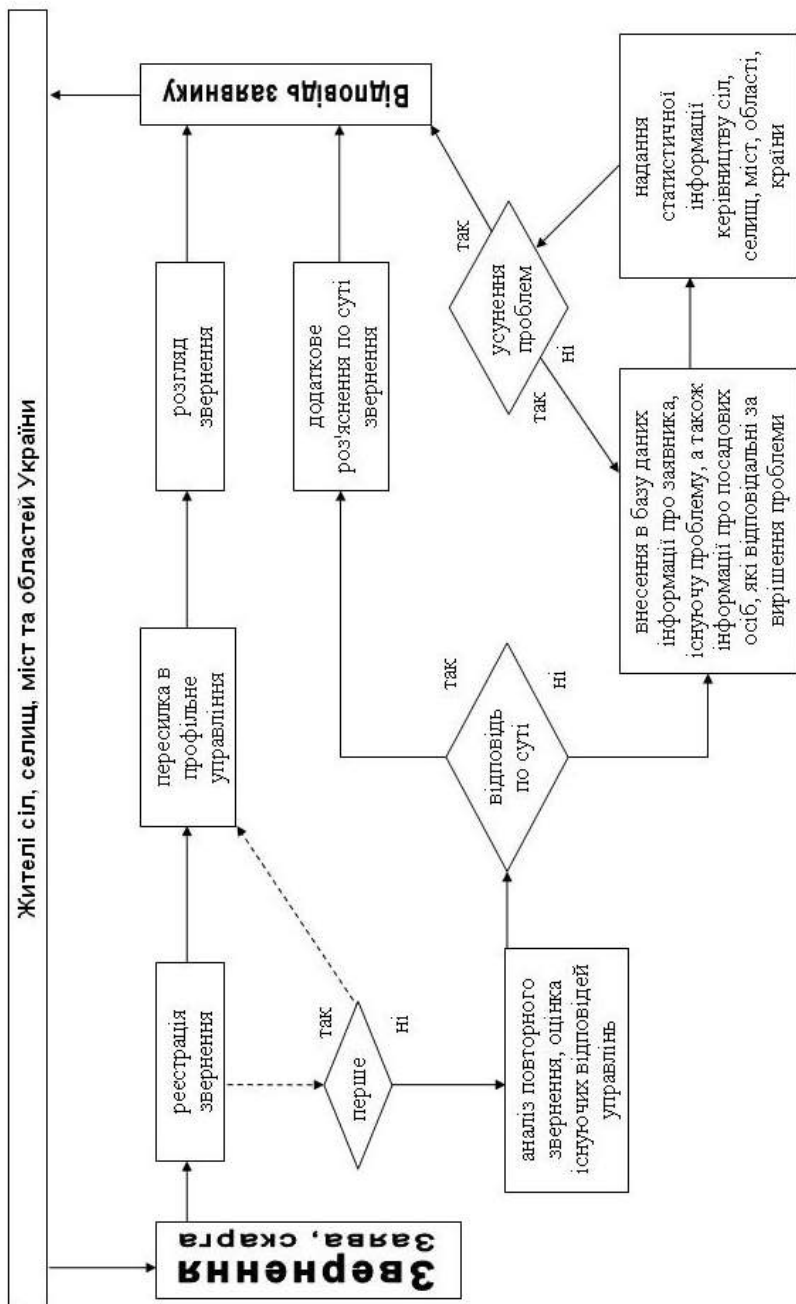 Жителі сіл, селищ, міст та областей України
Звернення
Заява, скарга
реєстрація
звернення
пересилка в
профільне
управління
розгляд
звернення
Відповідь заявнику
перше
так
ні
аналіз повторного
звернення, оцінка
існуючих відповідей
управлінь
відповідь
по суті
так
ні
додаткове
роз'яснення по суті
звернення
внесення в базу даних
інформації про заявника,
існуючу проблему, а також
інформації про посадових
осіб, які відповідальні за
вирішення проблеми
усунення
проблем
так
ні
так
надання
статистичної
інформації
керівництву сіл,
селищ, міст, області,
країни